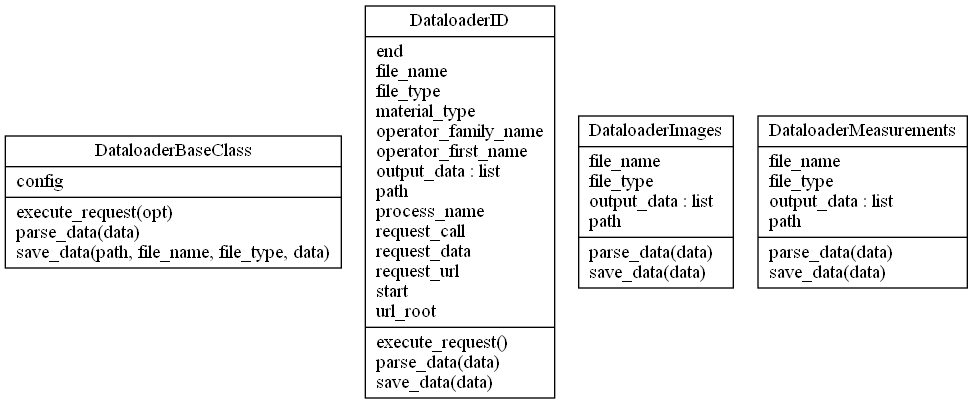 DataloaderBaseClass
config
execute_request(opt)
parse_data(data)
save_data(path, file_name, file_type, data)
DataloaderID
end
file_name
file_type
material_type
operator_family_name
operator_first_name
output_data : list
path
process_name
request_call
request_data
request_url
start
url_root
execute_request()
parse_data(data)
save_data(data)
DataloaderImages
file_name
file_type
output_data : list
path
parse_data(data)
save_data(data)
DataloaderMeasurements
file_name
file_type
output_data : list
path
parse_data(data)
save_data(data)